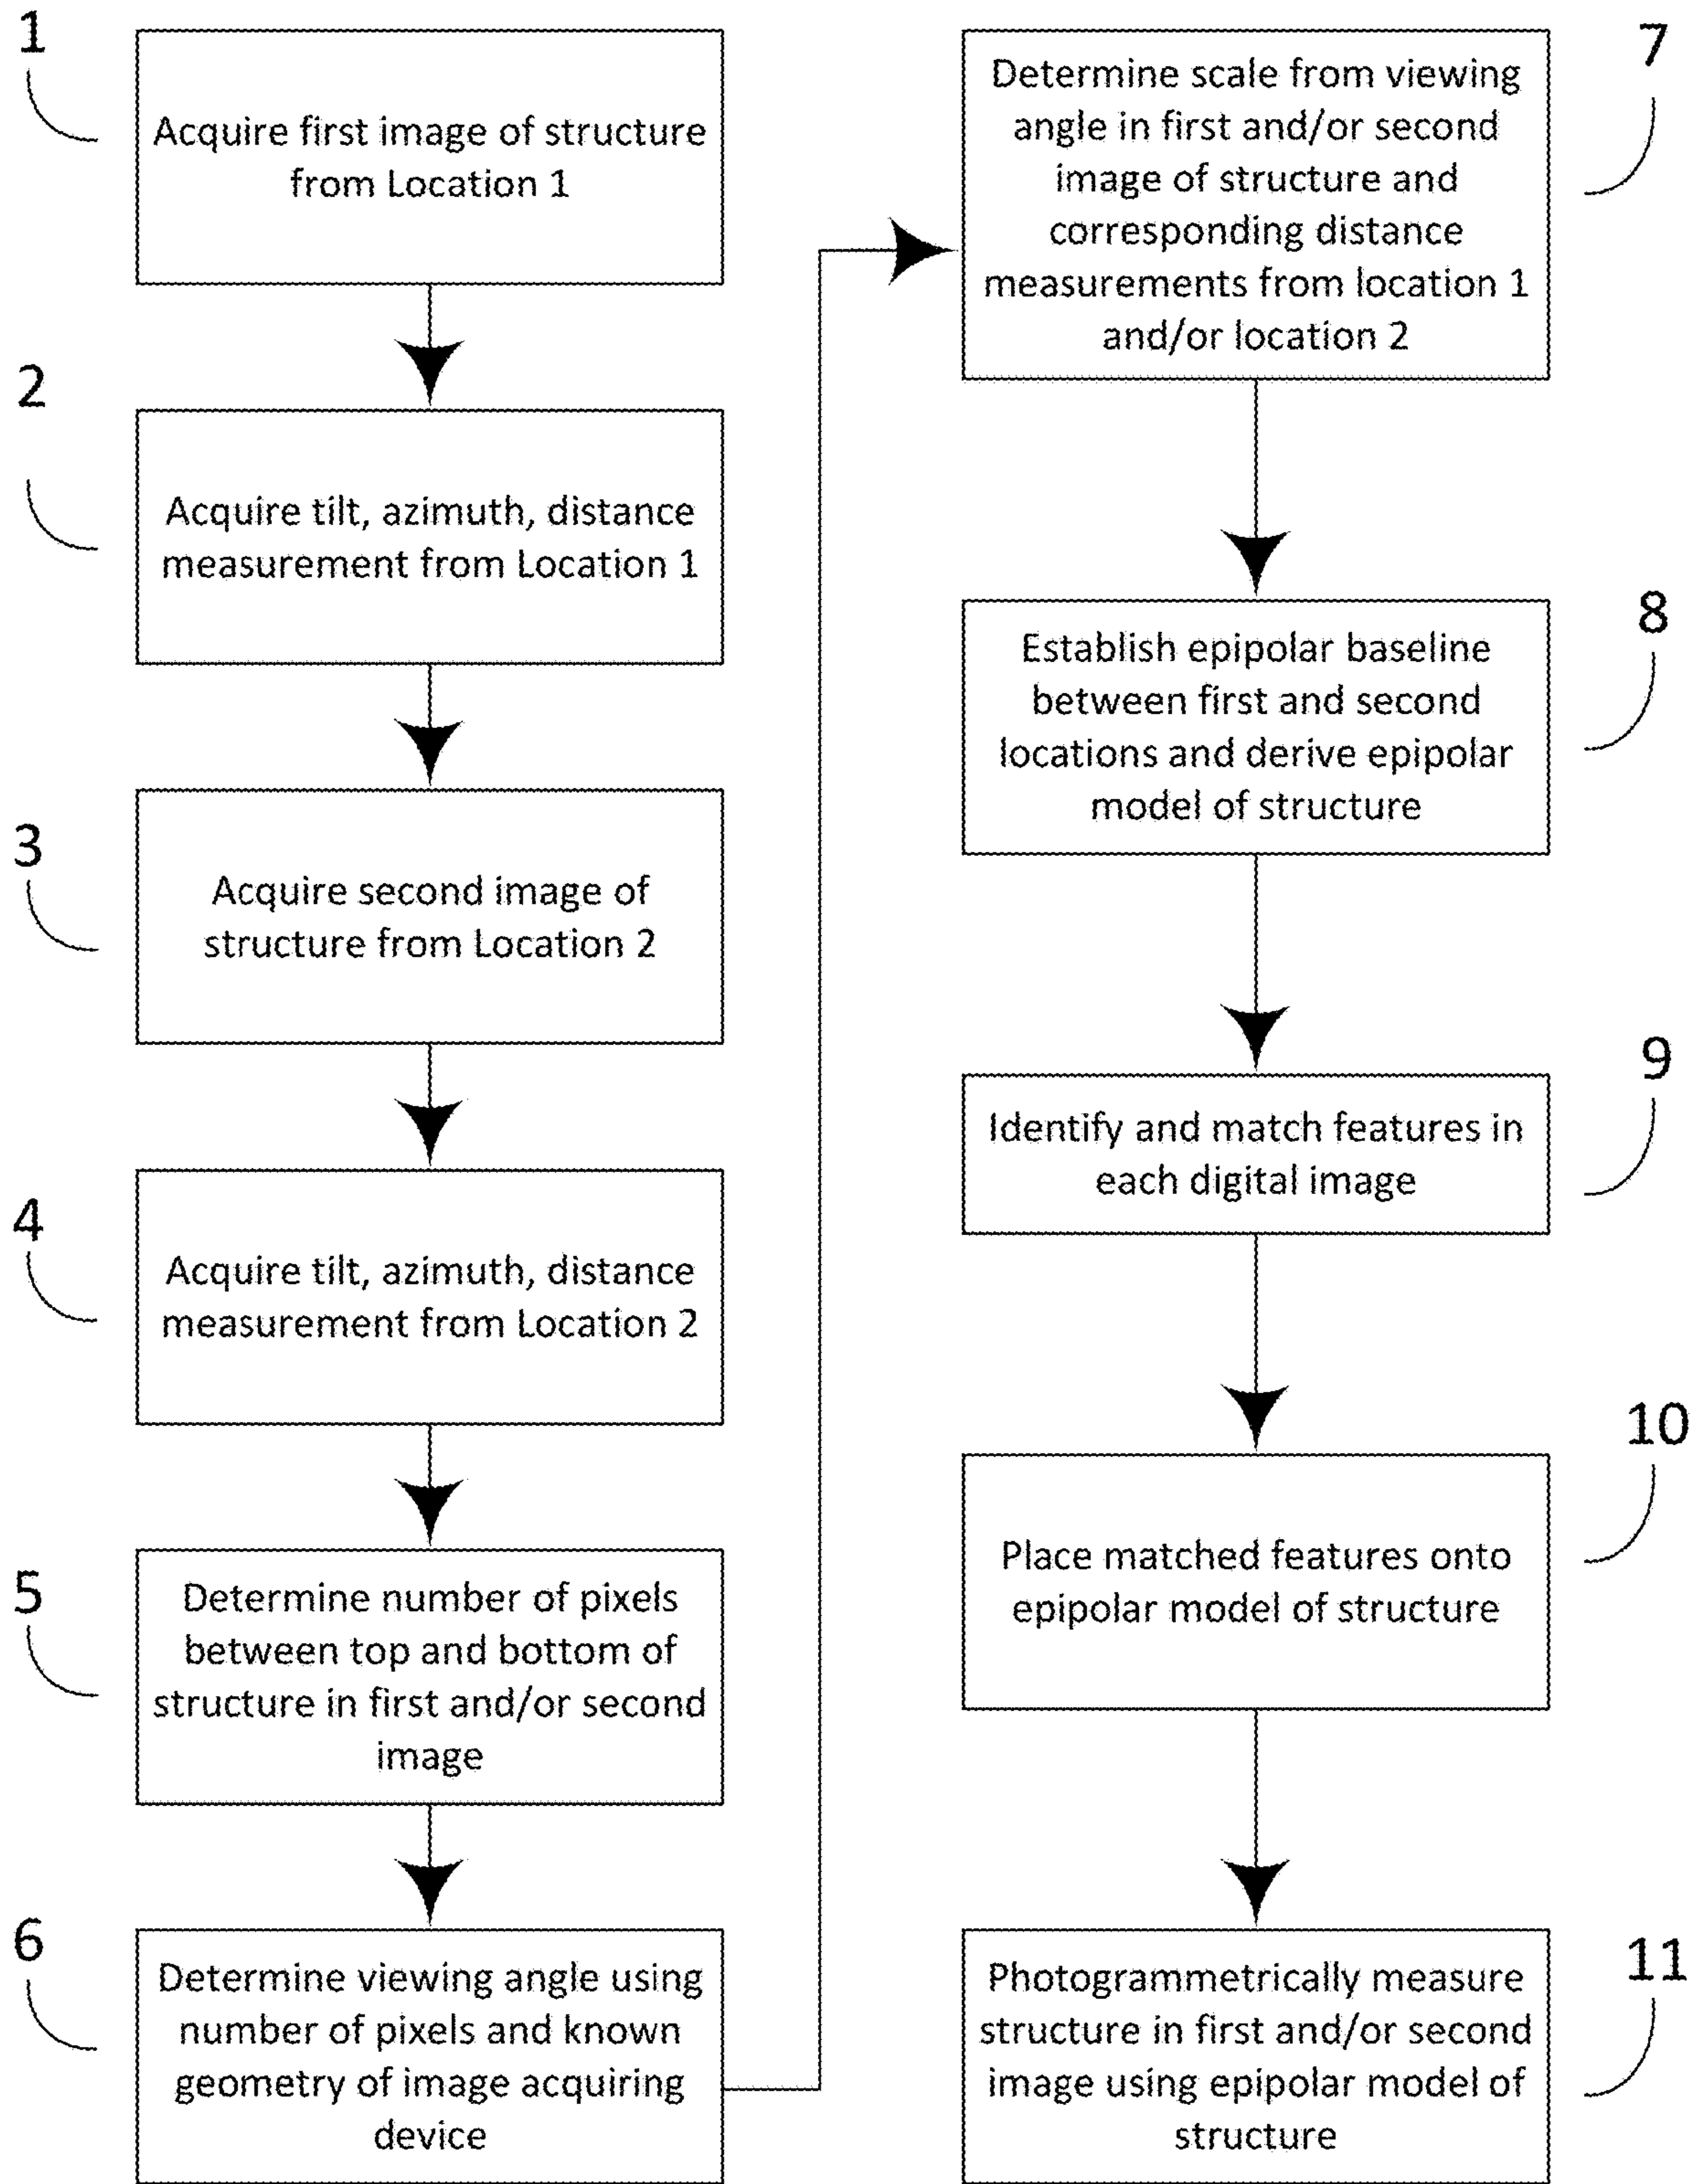 1
Acquire first image of structure
from Location 1
2
Acquire tilt, azimuth, distance
measurement from Location 1
3
Acquire second image of
structure from Location 2
4
Acquire tilt, azimuth, distance
measurement from Location 2
5
Determine number of pixels
between top and bottom of
structure in first and/or second
image
6
Determine viewing angle using
number of pixels and known
geometry of image acquiring
device
7
Determine scale from viewing
angle in first and/or second
image of structure and
corresponding distance
measurements from location 1
and/or location 2
8
Establish epipolar baseline
between first and second
locations and derive epipolar
model of structure
9
Identify and match features in
each digital image
10
Place matched features onto
epipolar model of structure
11
Photogrammetrically measure
structure in first and/or second
image using epipolar model of
structure